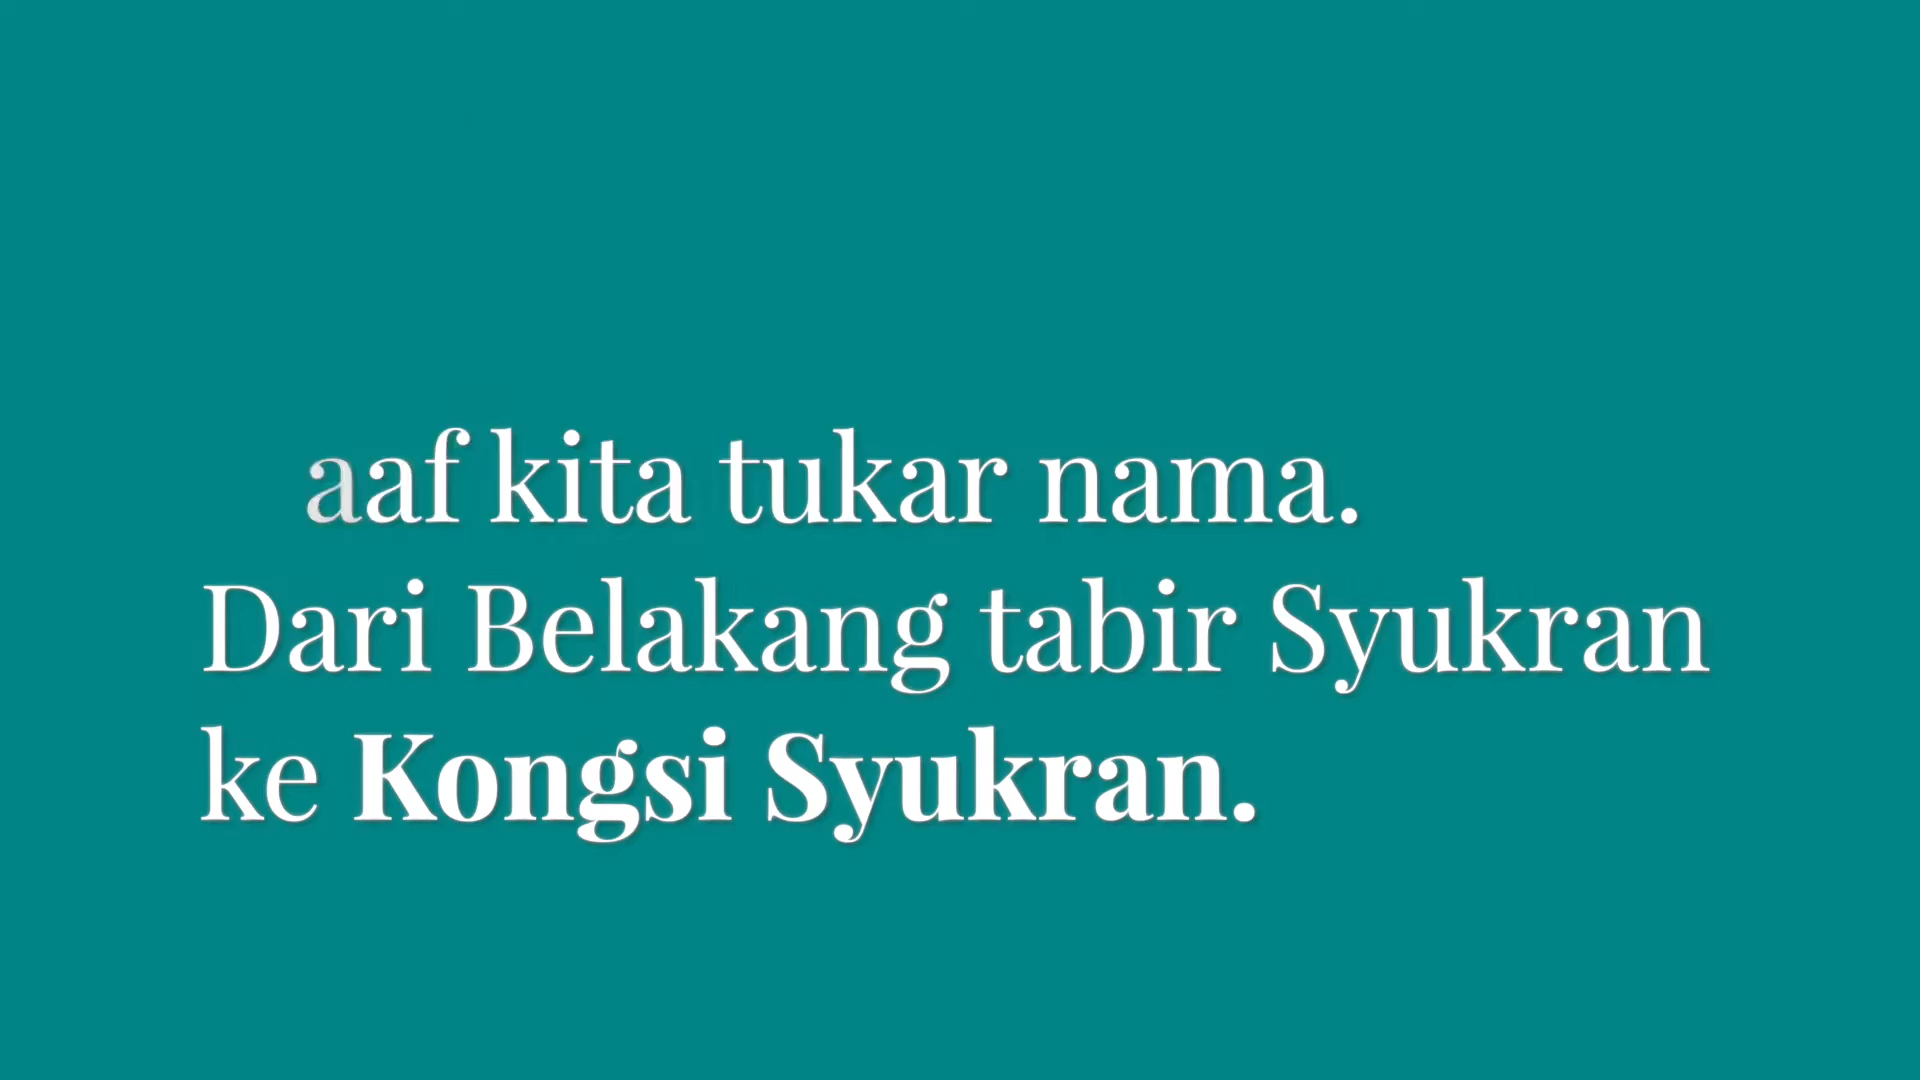 aaf kita tukar nama.
Dari Belakang tabir Syukran
ke Kongsi Syukran.